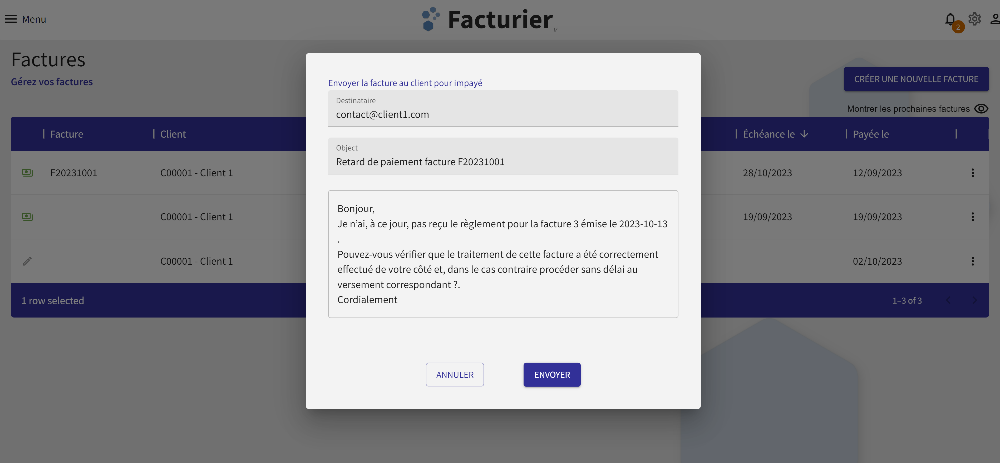 Menu
Facturier
v
2
Factures
Gérez vos factures
CRÉER UNE NOUVELLE FACTURE
Montrer les prochaines factures
Facture
Client
Échéance le
Payée le
F20231001
C00001 - Client 1
28/10/2023
12/09/2023
C00001 - Client 1
19/09/2023
19/09/2023
C00001 - Client 1
02/10/2023
1 row selected
1–3 of 3
Envoyer la facture au client pour impayé
Destinataire
contact@client1.com
Object
Retard de paiement facture F20231001
Bonjour,
Je n’ai, à ce jour, pas reçu le règlement pour la facture 3 émise le 2023-10-13
.
Pouvez-vous vérifier que le traitement de cette facture a été correctement
effectué de votre côté et, dans le cas contraire procéder sans délai au
versement correspondant ?.
Cordialement
ANNULER
ENVOYER